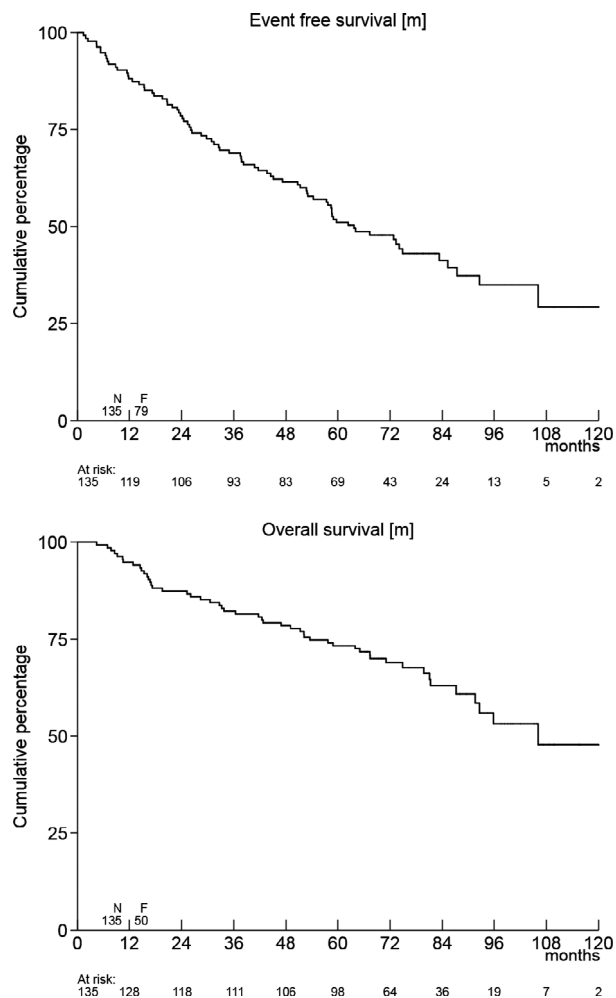 Event free survival [m]
100
75
50
25
0
Cumulative percentage
N F
135 79
0 12 24 36 48 60 72 84 96 108 120
months
At risk:
135 119 106 93 83 69 43 24 13 5 2
Overall survival [m]
100
75
50
25
0
Cumulative percentage
N F
135 50
0 12 24 36 48 60 72 84 96 108 120
months
At risk:
135 128 118 111 106 98 64 36 19 7 2